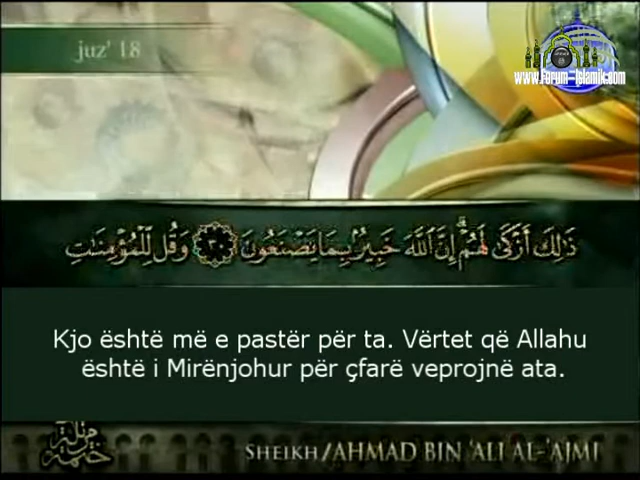 juz' 18
www.Forum-Islamik.com
ذَٰلِكَ أَزْكَىٰ لَهُمْ ۗ إِنَّ اللَّهَ خَبِيرٌ بِمَا يَصْنَعُونَ ﴿٣٠﴾ وَقُل لِّلْمُؤْمِنَٰتِ
Kjo është më e pastër për ta. Vërtet që Allahu
është i Mirënjohur për çfarë veprojnë ata.
SHEIKH/AHMAD BIN 'ALI AL-'AJMI